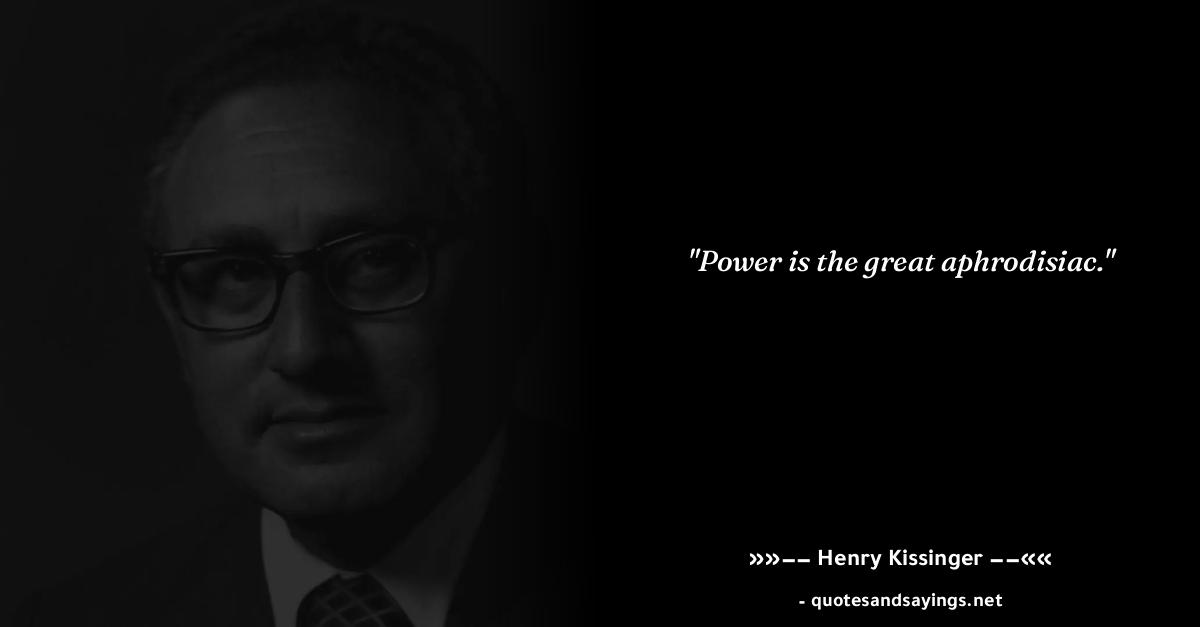 "Power is the great aphrodisiac."
»»−− Henry Kissinger −−««
- quotesandsayings.net